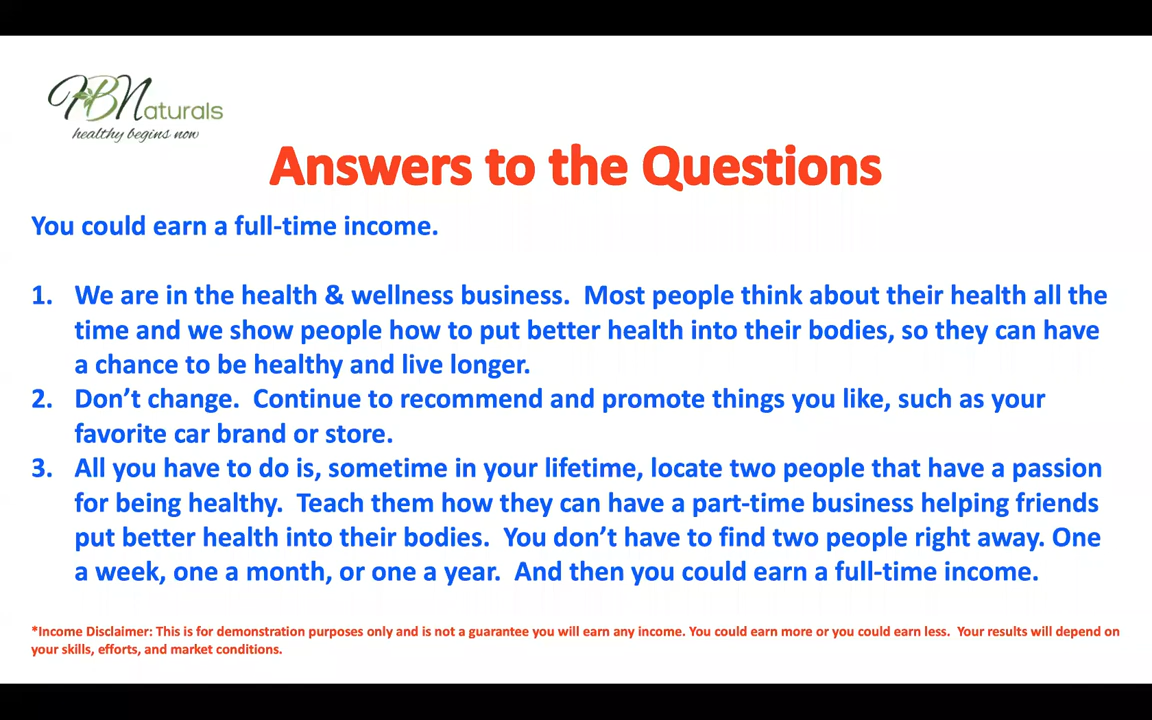 HBNaturals
healthy begins now
Answers to the Questions
You could earn a full-time income.
1. We are in the health & wellness business. Most people think about their health all the
time and we show people how to put better health into their bodies, so they can have
a chance to be healthy and live longer.
2. Don’t change. Continue to recommend and promote things you like, such as your
favorite car brand or store.
3. All you have to do is, sometime in your lifetime, locate two people that have a passion
for being healthy. Teach them how they can have a part-time business helping friends
put better health into their bodies. You don’t have to find two people right away. One
a week, one a month, or one a year. And then you could earn a full-time income.
*Income Disclaimer: This is for demonstration purposes only and is not a guarantee you will earn any income. You could earn more or you could earn less. Your results will depend on
your skills, efforts, and market conditions.